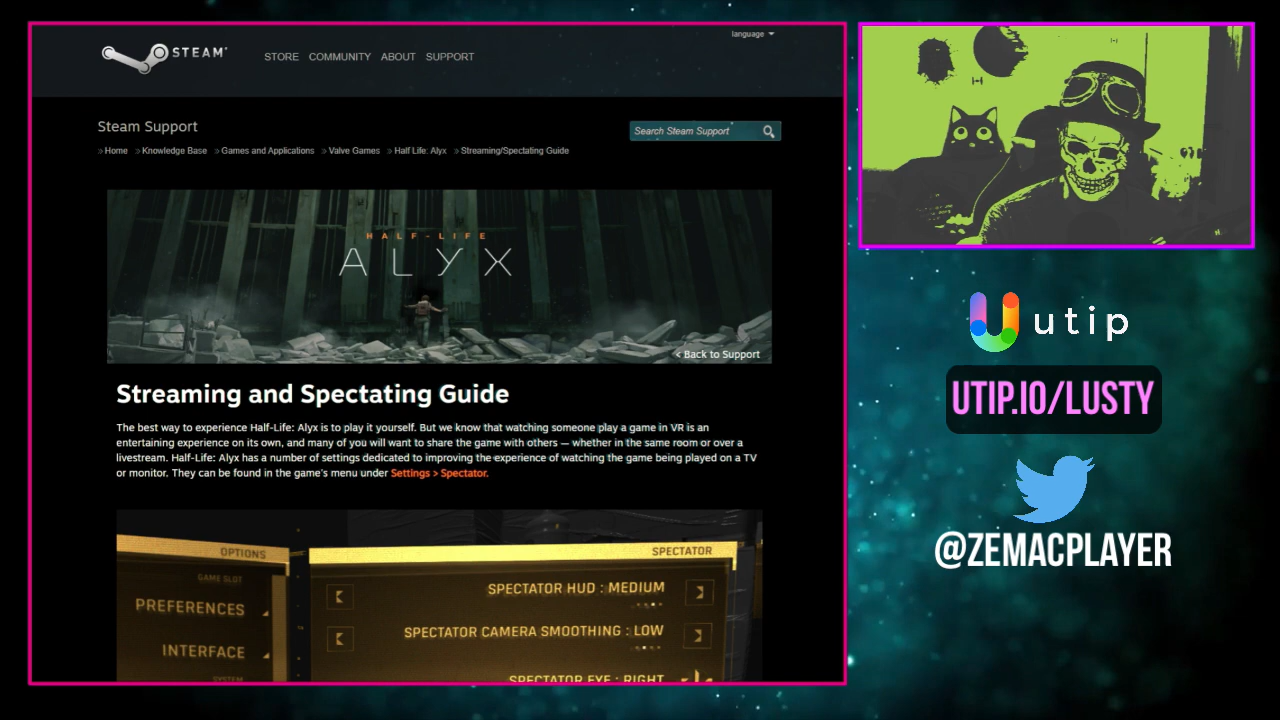 STEAM
STORE COMMUNITY ABOUT SUPPORT
language
Steam Support
Search Steam Support
Home Knowledge Base Games and Applications Valve Games Half Life: Alyx Streaming/Spectating Guide
HALF-LIFE
ALYX
< Back to Support
Streaming and Spectating Guide
The best way to experience Half-Life: Alyx is to play it yourself. But we know that watching someone play a game in VR is an
entertaining experience on its own, and many of you will want to share the game with others — whether in the same room or over a
livestream. Half-Life: Alyx has a number of settings dedicated to improving the experience of watching the game being played on a TV
or monitor. They can be found in the game's menu under Settings > Spectator.
OPTIONS
GAME SLOT
PREFERENCES
INTERFACE
SYSTEM
SPECTATOR
SPECTATOR HUD : MEDIUM
SPECTATOR CAMERA SMOOTHING : LOW
SPECTATOR EYE : RIGHT
utip
UTIP.IO/LUSTY
@ZEMACPLAYER